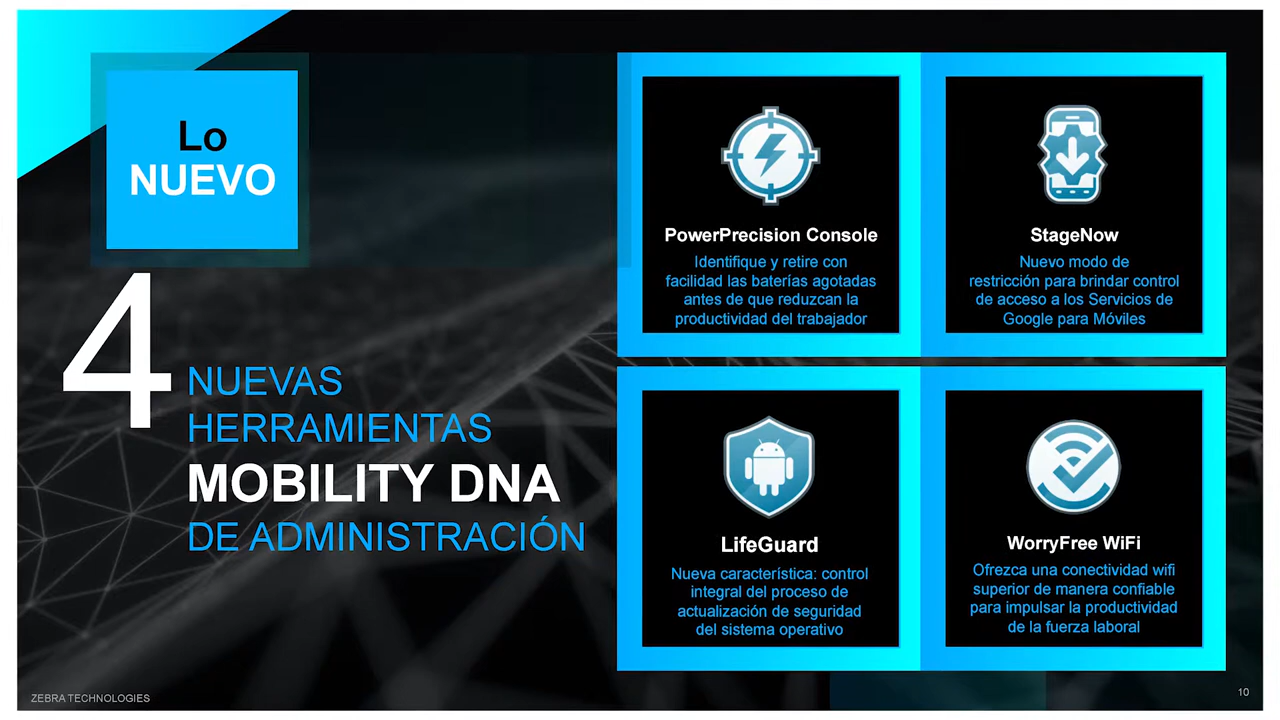 Lo
NUEVO
4
NUEVAS
HERRAMIENTAS
MOBILITY DNA
DE ADMINISTRACIÓN
PowerPrecision Console
Identifique y retire con
facilidad las baterías agotadas
antes de que reduzcan la
productividad del trabajador
StageNow
Nuevo modo de
restricción para brindar control
de acceso a los Servicios de
Google para Móviles
LifeGuard
Nueva característica: control
integral del proceso de
actualización de seguridad
del sistema operativo
WorryFree WiFi
Ofrezca una conectividad wifi
superior de manera confiable
para impulsar la productividad
de la fuerza laboral
ZEBRA TECHNOLOGIES
10